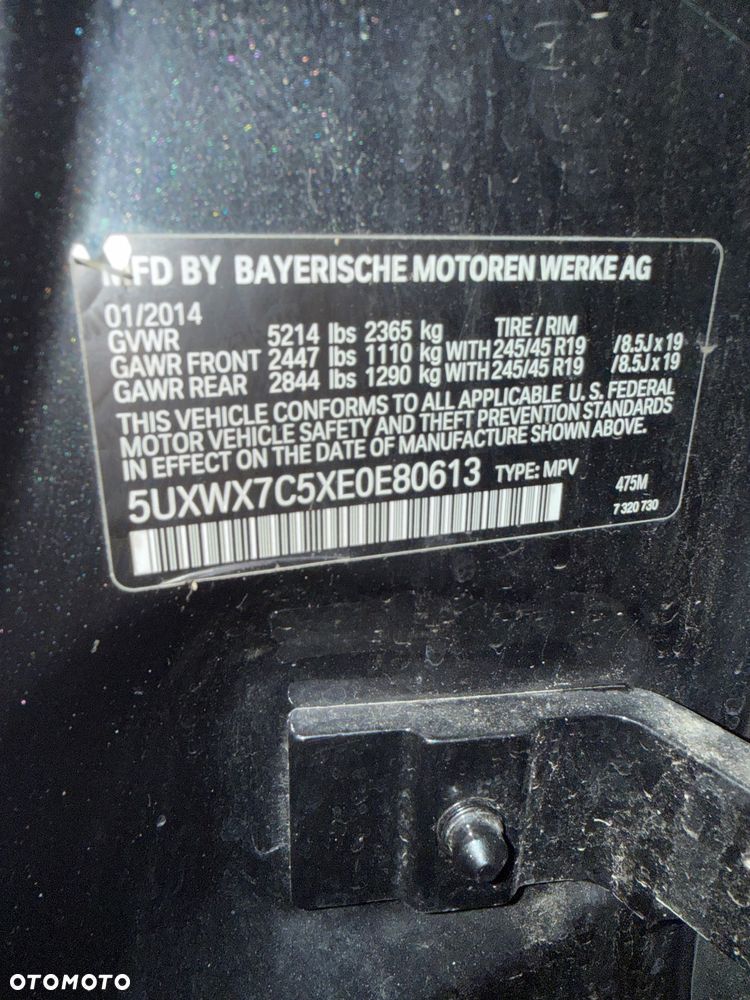 MFD BY BAYERISCHE MOTOREN WERKE AG
01/2014 TIRE / RIM
GVWR 5214 lbs 2365 kg
GAWR FRONT 2447 lbs 1110 kg WITH 245/45 R19 /8.5J x 19
GAWR REAR 2844 lbs 1290 kg WITH 245/45 R19 /8.5J x 19
THIS VEHICLE CONFORMS TO ALL APPLICABLE U. S. FEDERAL
MOTOR VEHICLE SAFETY AND THEFT PREVENTION STANDARDS
IN EFFECT ON THE DATE OF MANUFACTURE SHOWN ABOVE.
5UXWX7C5XE0E80613 TYPE: MPV 475M
7 320 730
OTOMOTO